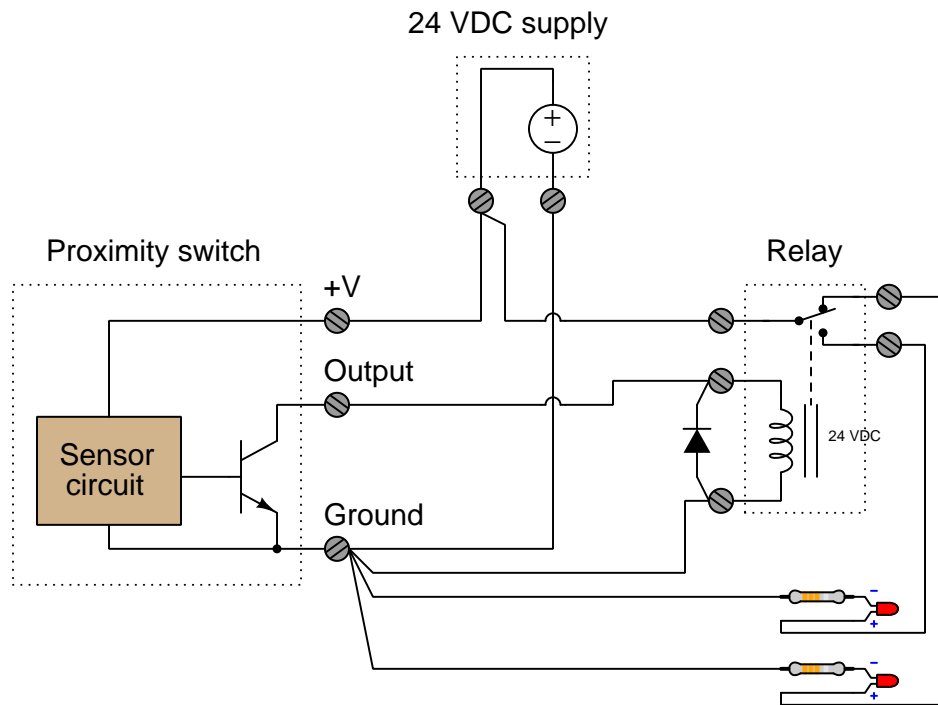 24 VDC supply
+
−
Proximity switch
Relay
+V
Output
Sensor
circuit
24 VDC
Ground
−
+
−
+